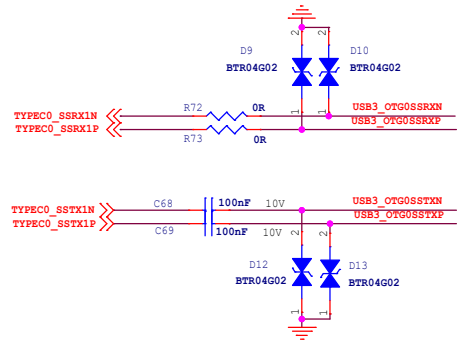 2 2
D9 D10
BTR04G02 BTR04G02
R72 0R
TYPEC0_SSRX1N 1 1 USB3_OTG0SSRXN
TYPEC0_SSRX1P USB3_OTG0SSRXP
R73 0R
C68 100nF 10V
TYPEC0_SSTX1N USB3_OTG0SSTXN
TYPEC0_SSTX1P USB3_OTG0SSTXP
C69 100nF 10V
2 2
D12 D13
BTR04G02 BTR04G02
1 1